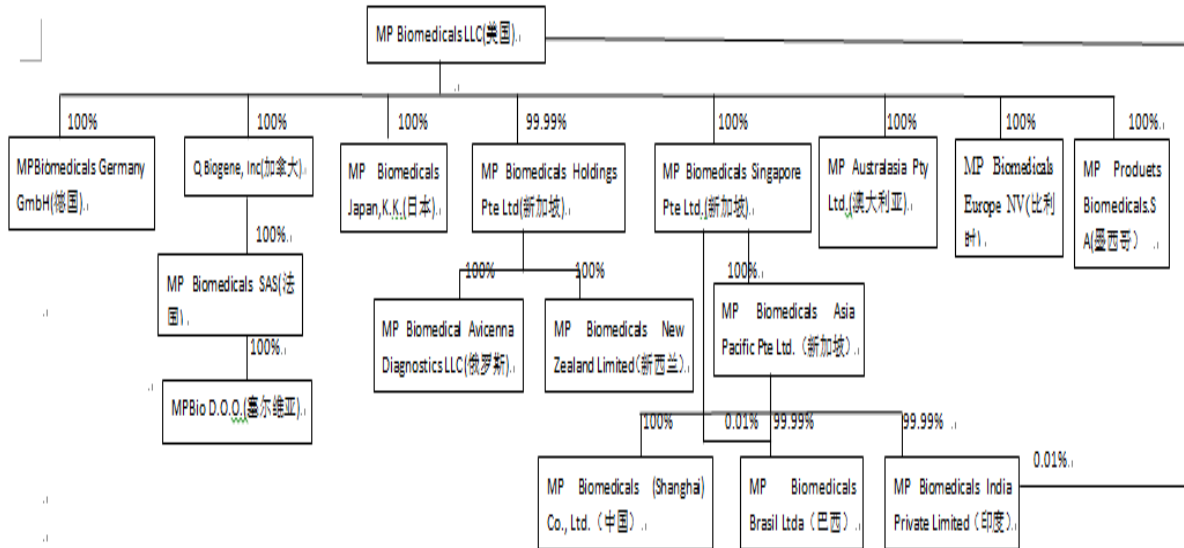 MP Biomedicals LLC(美国).
100%
100%
100%
99.99%
100%
100%
100%
100%.
MPBiomedicals Germany
GmbH(德国).
Q Biogene, Inc(加拿大).
MP Biomedicals
Japan,K.K.(日本).
MP Biomedicals Holdings
Pte Ltd(新加坡).
MP Biomedicals Singapore
Pte Ltd.(新加坡).
MP Australasia Pty
Ltd.(澳大利亚).
MP Biomedicals
Europe NV(比利
时).
MP Produets
Biomedicals.S
A(墨西哥）
100%.
100%
100%
100%.
MP Biomedicals SAS(法
国).
MP Biomedical Avicenna
Diagnostics LLC(俄罗斯).
MP Biomedicals New
Zealand Limited（新西兰）.
MP Biomedicals Asia
Pacific Pte Ltd.（新加坡）.
100%.
MPBio D.O.O.(塞尔维亚).
100%
0.01%
99.99%
99.99%
0.01%.
MP Biomedicals (Shanghai)
Co., Ltd.（中国）.
MP Biomedicals
Brasil Ltda（巴西）.
MP Biomedicals India
Private Limited（印度）.